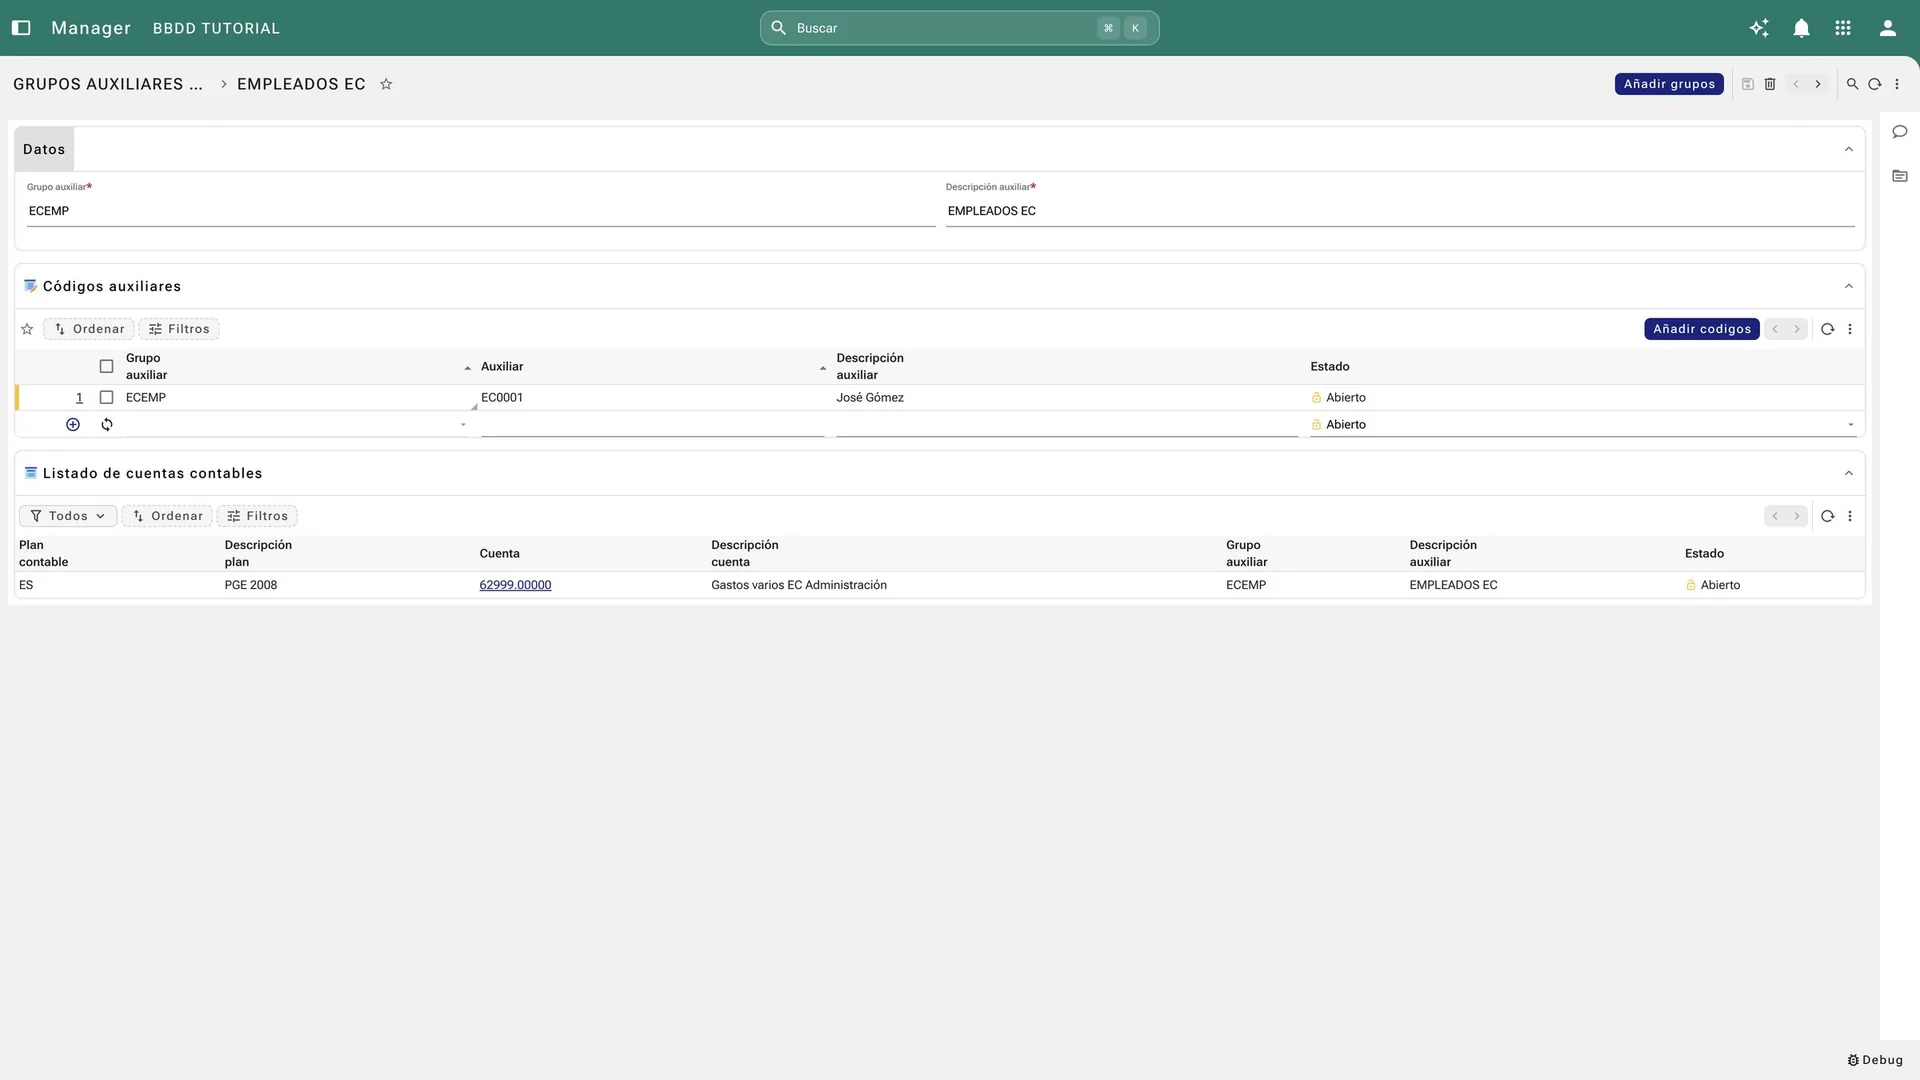 Manager BBDD TUTORIAL Buscar ⌘ K
GRUPOS AUXILIARES ... > EMPLEADOS EC Añadir grupos
Datos
Grupo auxiliar* Descripción auxiliar*
ECEMP EMPLEADOS EC
Códigos auxiliares
Ordenar Filtros Añadir codigos
Grupo auxiliar Auxiliar Descripción auxiliar Estado
1 ECEMP EC0001 José Gómez Abierto
Abierto
Listado de cuentas contables
Todos Ordenar Filtros
Plan contable Descripción plan Cuenta Descripción cuenta Grupo auxiliar Descripción auxiliar Estado
ES PGE 2008 62999.00000 Gastos varios EC Administración ECEMP EMPLEADOS EC Abierto
Debug